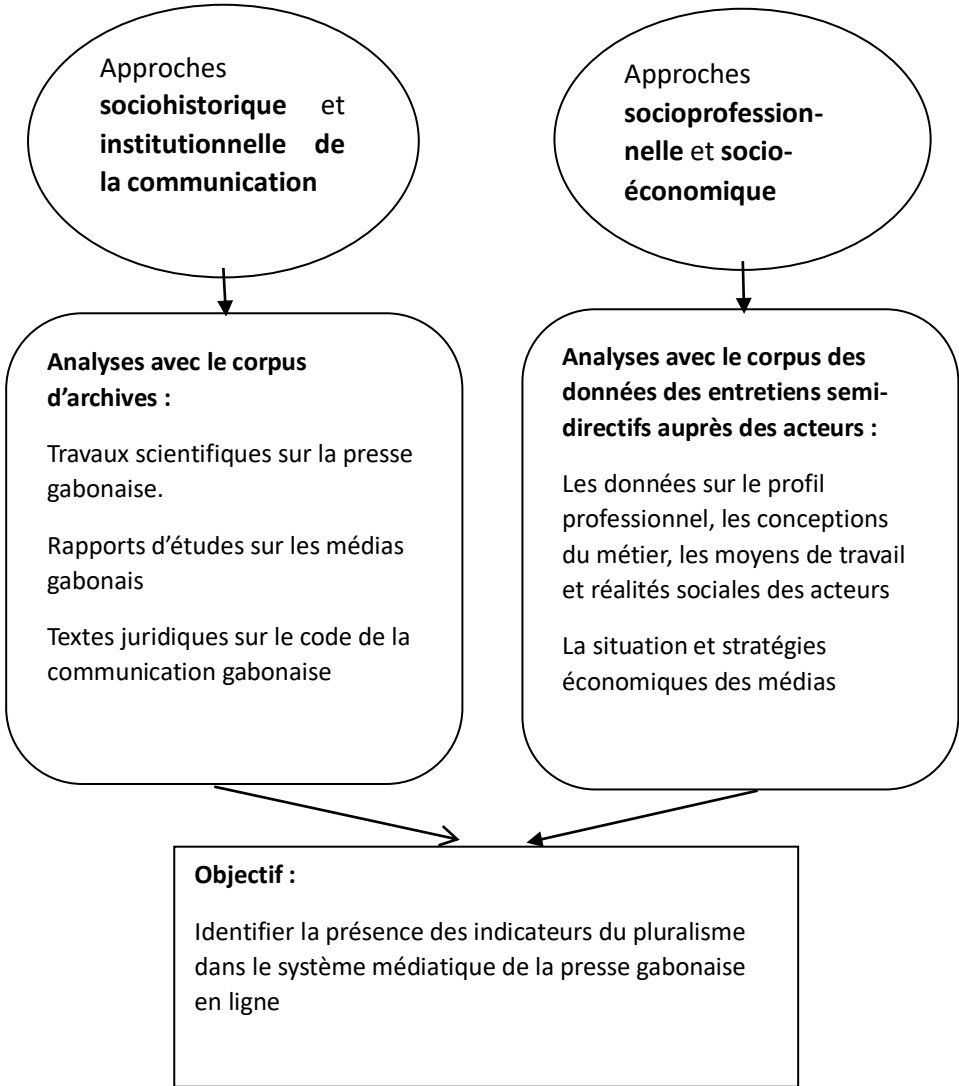 Approches
sociohistorique et
institutionnelle de
la communication
Approches
socioprofession-
nelle et socio-
économique
Analyses avec le corpus
d'archives :
Travaux scientifiques sur la presse
gabonaise.
Rapports d'études sur les médias
gabonais
Textes juridiques sur le code de la
communication gabonaise
Analyses avec le corpus des
données des entretiens semi-
directifs auprès des acteurs :
Les données sur le profil
professionnel, les conceptions
du métier, les moyens de travail
et réalités sociales des acteurs
La situation et stratégies
économiques des médias
Objectif :
Identifier la présence des indicateurs du pluralisme
dans le système médiatique de la presse gabonaise
en ligne